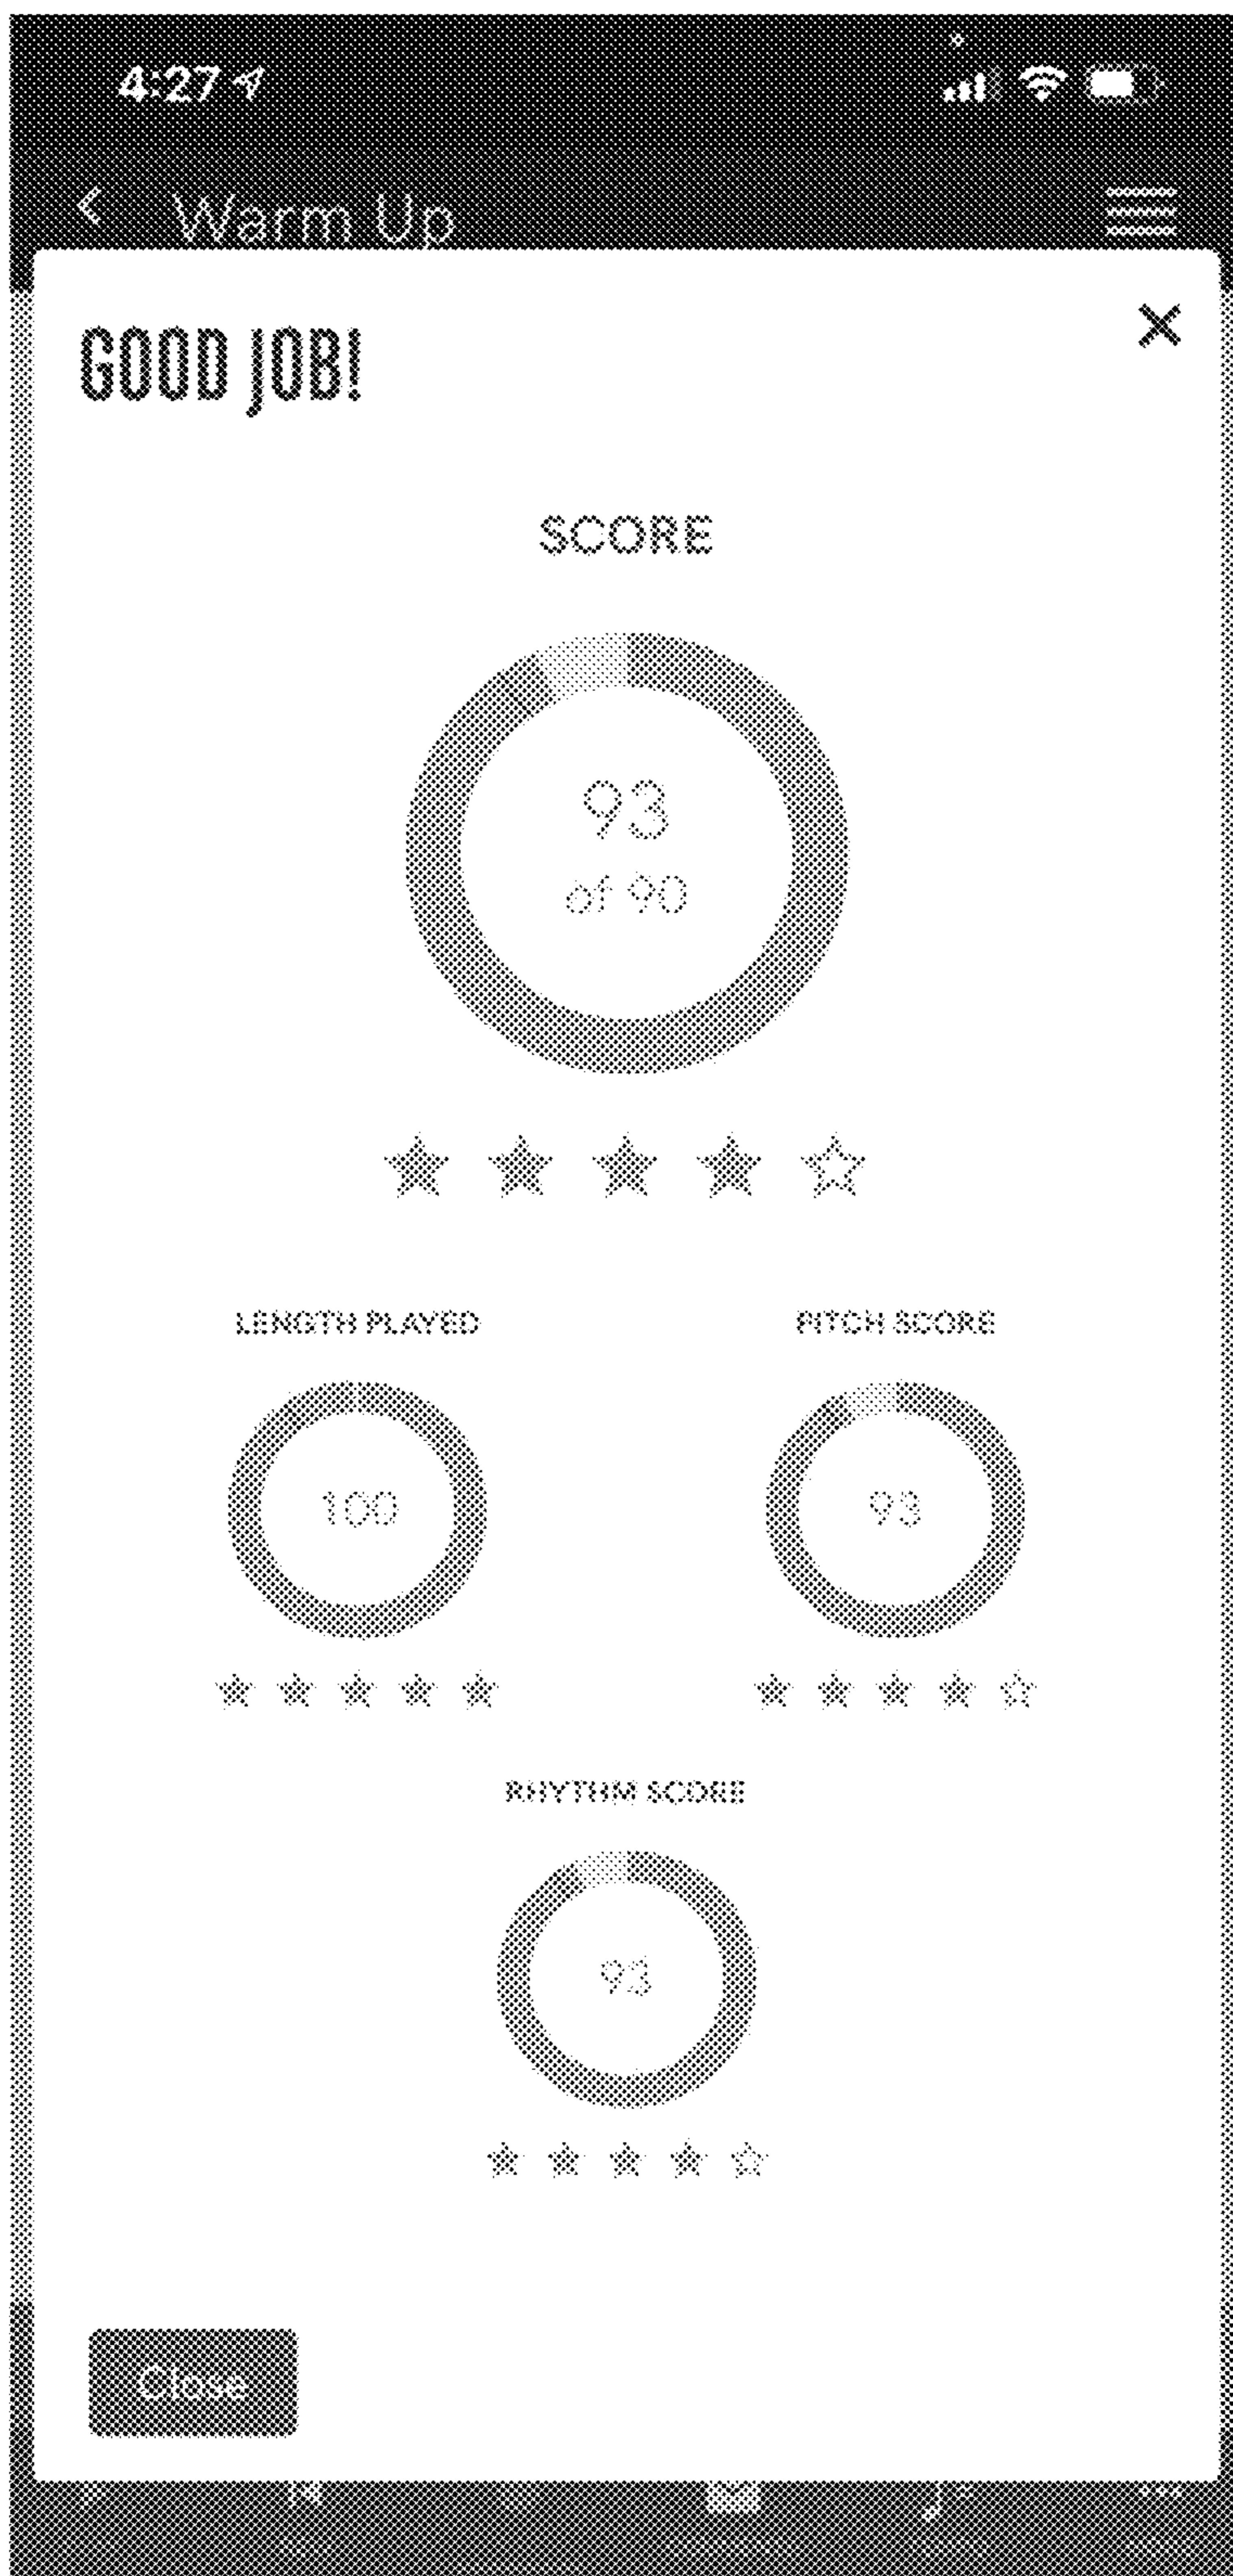 4:27
Warm Up
GOOD JOB!
SCORE
93
of 90
LENGTH PLAYED
PITCH SCORE
100
93
RHYTHM SCORE
93
Close